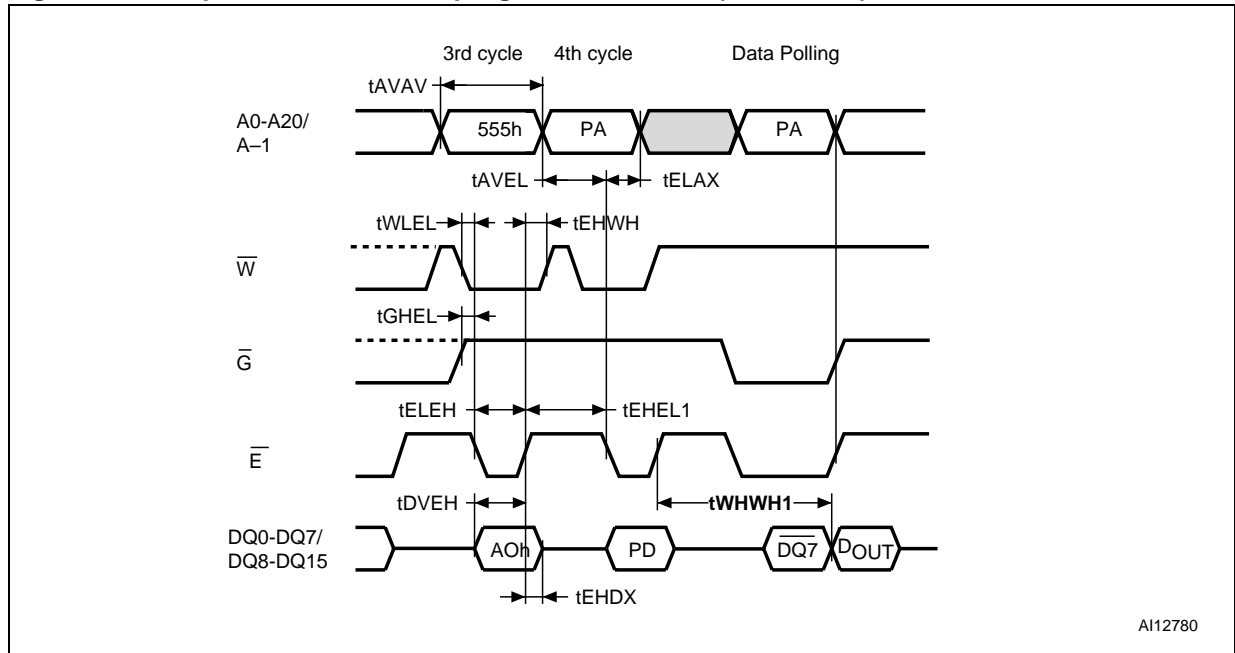 3rd cycle 4th cycle Data Polling
tAVAV
A0-A20/
A–1
555h PA PA
tAVEL tELAX
tWLEL tEHWH
W
tGHEL
G
tELEH tEHEL1
E
tDVEH tWHWH1
DQ0-DQ7/
DQ8-DQ15
AOh PD DQ7 DOUT
tEHDX
AI12780